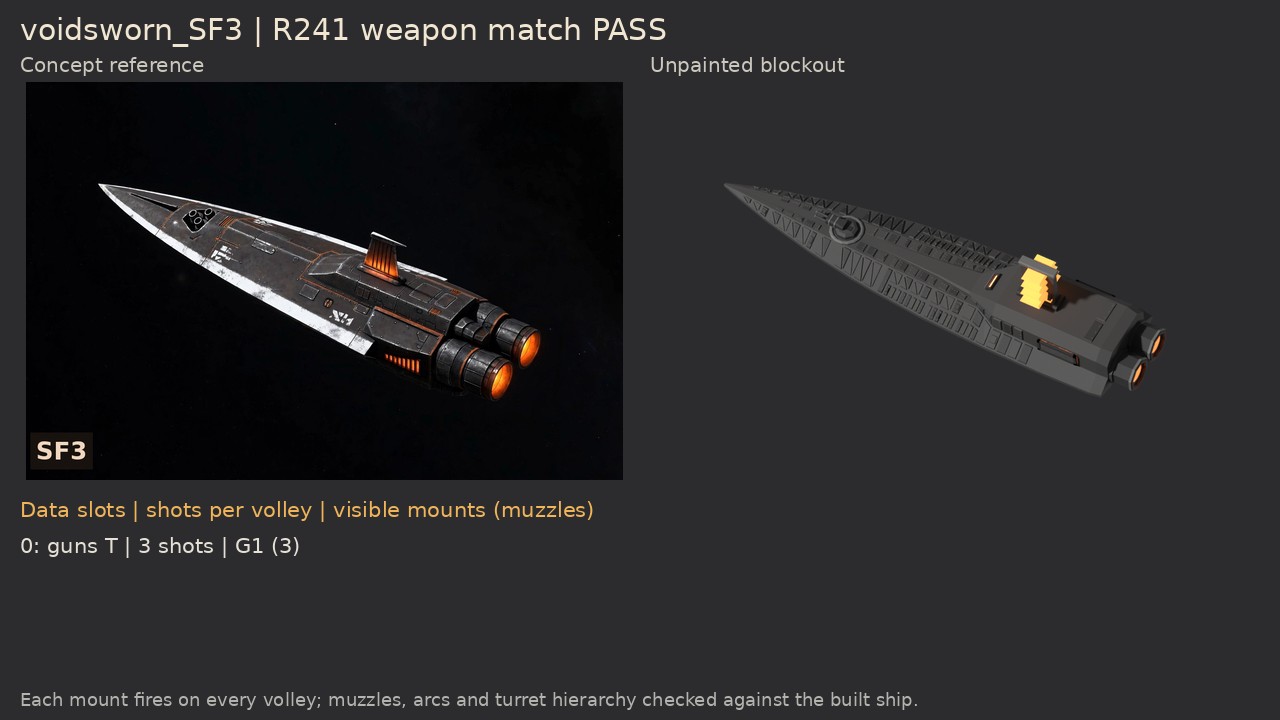 voidsworn_SF3 | R241 weapon match PASS
Concept reference
Unpainted blockout
SF3
Data slots | shots per volley | visible mounts (muzzles)
0: guns T | 3 shots | G1 (3)
Each mount fires on every volley; muzzles, arcs and turret hierarchy checked against the built ship.